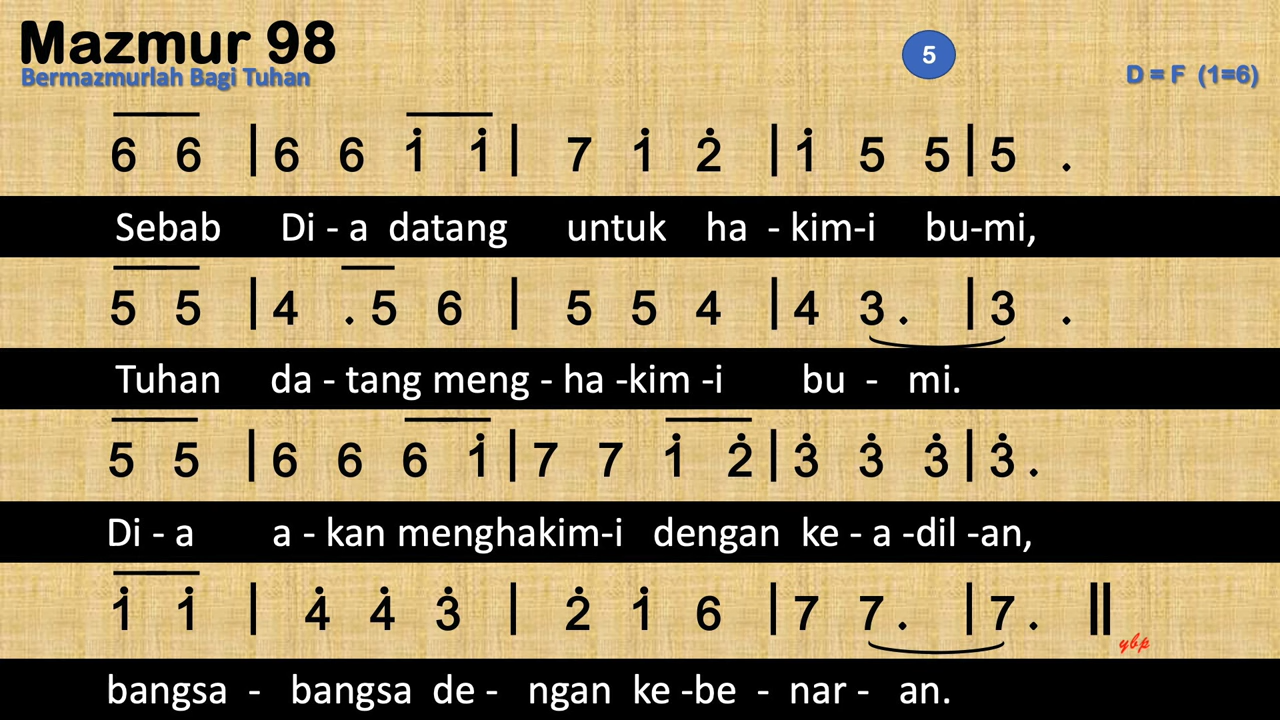 Mazmur 98
Bermazmurlah Bagi Tuhan
5
D = F (1=6)
6 6 | 6 6 1̇ 1̇ | 7 1̇ 2̇ | 1̇ 5 5 | 5 .
Sebab Di - a datang untuk ha - kim-i bu-mi,
5 5 | 4 . 5 6 | 5 5 4 | 4 3 . | 3 .
Tuhan da - tang meng - ha -kim -i bu - mi.
5 5 | 6 6 6 1̇ | 7 7 1̇ 2̇ | 3̇ 3̇ 3̇ | 3̇ .
Di - a a - kan menghakim-i dengan ke - a -dil -an,
1̇ 1̇ | 4̇ 4̇ 3̇ | 2̇ 1̇ 6 | 7 7 . | 7 . ||
ybp
bangsa - bangsa de - ngan ke -be - nar - an.